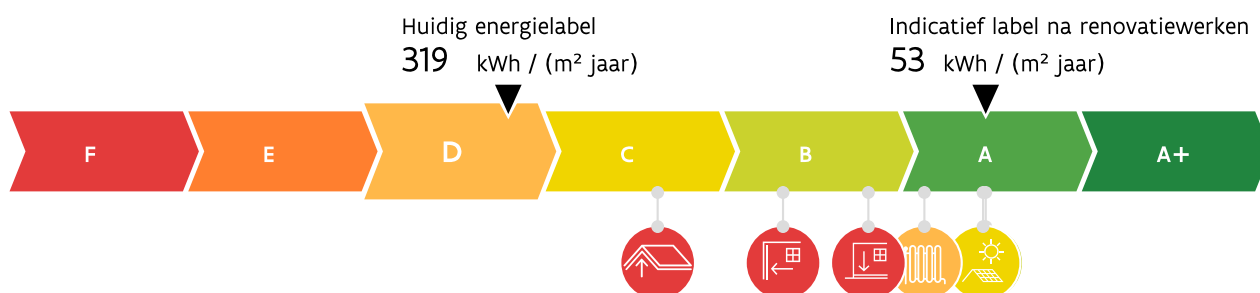 Huidig energielabel
319 kWh / (m² jaar)
Indicatief label na renovatiewerken
53 kWh / (m² jaar)
F E D C B A A+